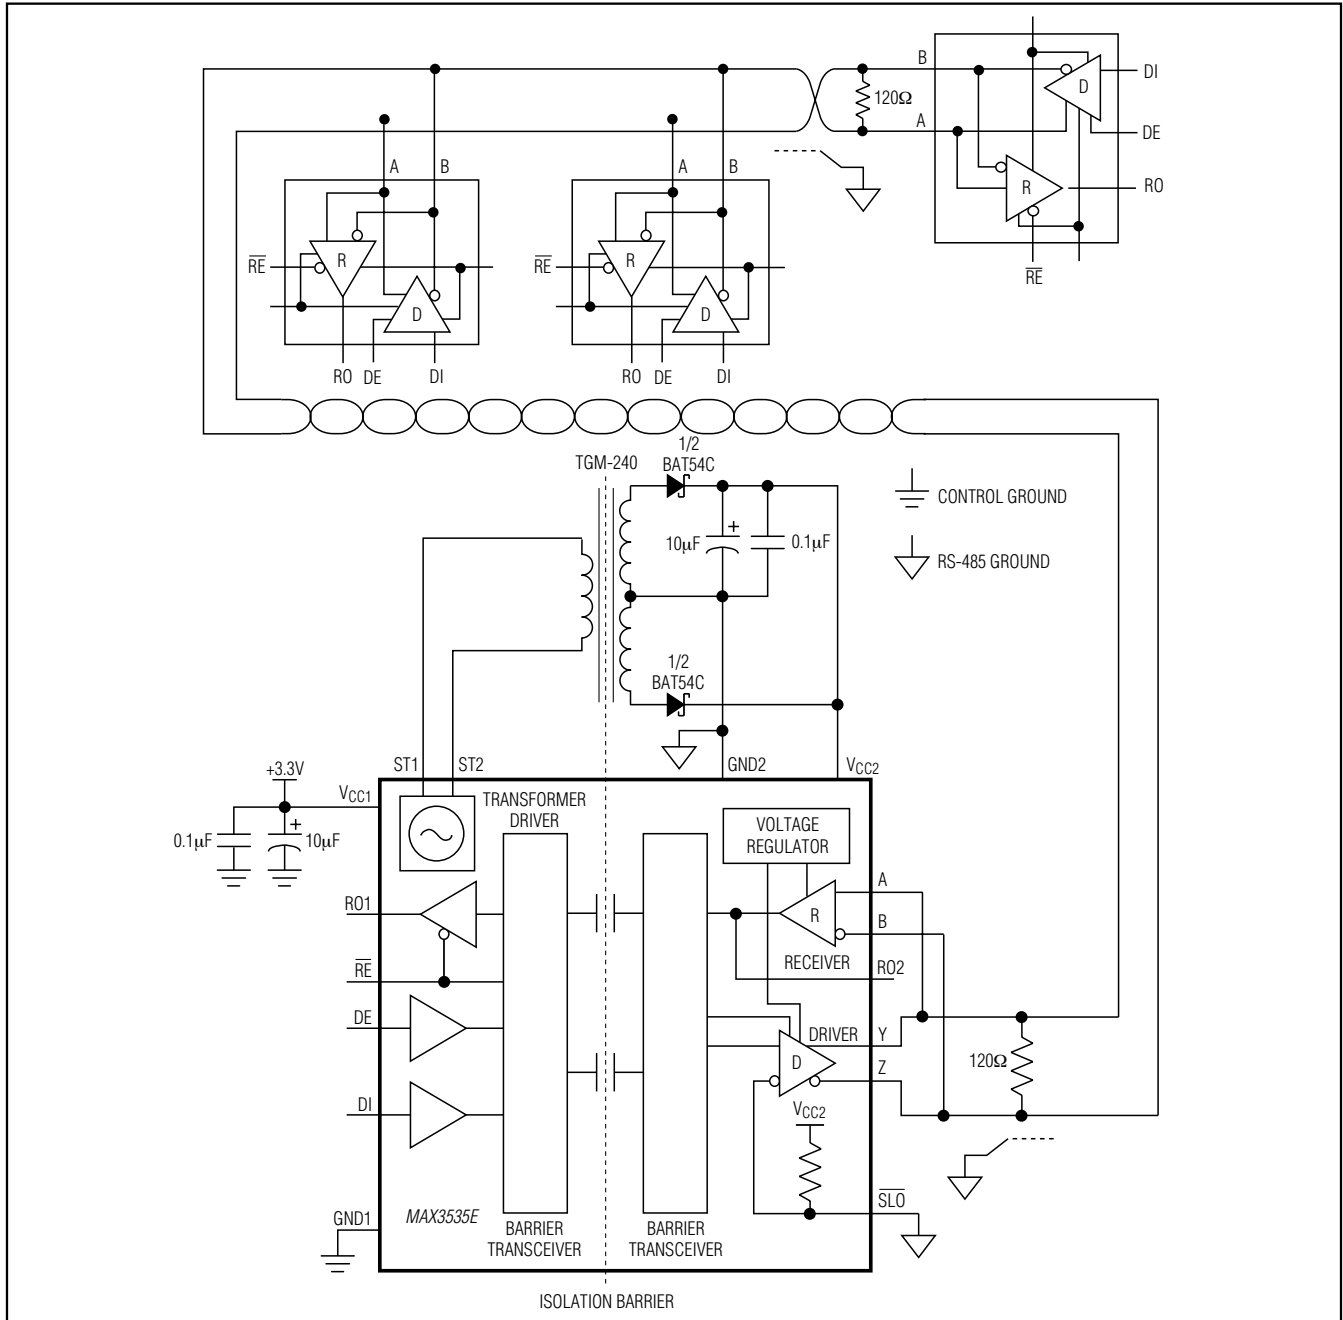 B
DI
D
120Ω
A
DE
A
B
A
B
R
RO
RE
R
RE
R
RE
D
D
RO
DE
DI
RO
DE
DI
1/2
BAT54C
TGM-240
CONTROL GROUND
10μF
+
0.1μF
RS-485 GROUND
1/2
BAT54C
ST1
ST2
GND2
VCC2
+3.3V
VCC1
TRANSFORMER
DRIVER
VOLTAGE
REGULATOR
0.1μF
+
10μF
A
RO1
R
B
RECEIVER
RO2
RE
DE
DRIVER
Y
D
120Ω
Z
DI
VCC2
SLO
GND1
MAX3535E
BARRIER
TRANSCEIVER
BARRIER
TRANSCEIVER
ISOLATION BARRIER